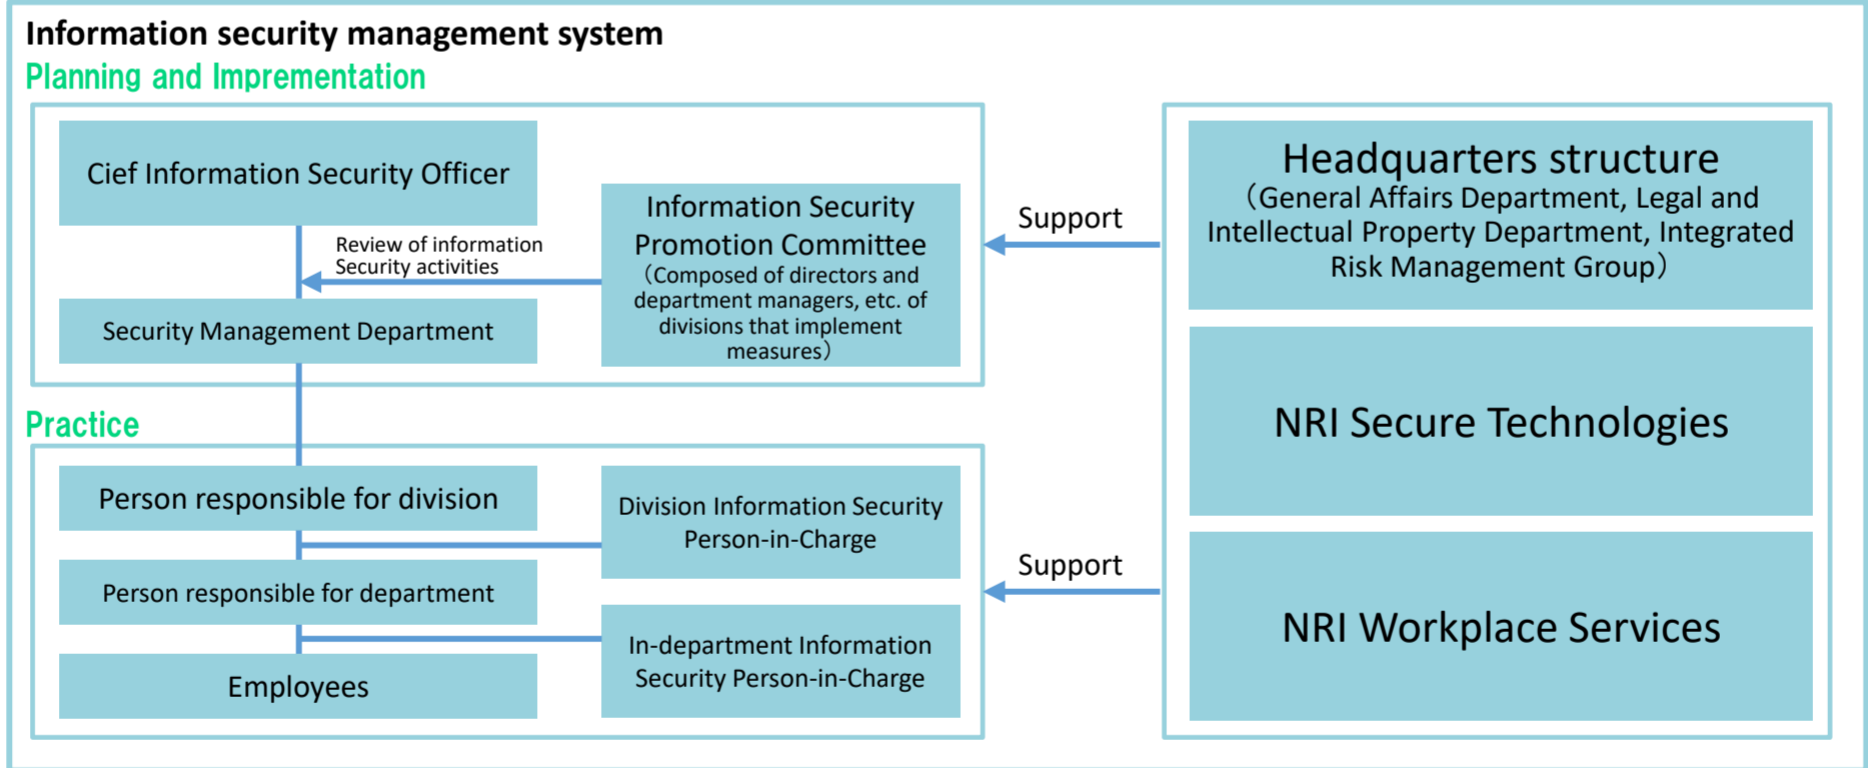 Information security management system
Planning and Imprementation
Cief Information Security Officer
Review of information
Security activities
Security Management Department
Information Security
Promotion Committee
（Composed of directors and
department managers, etc. of
divisions that implement
measures）
Support
Headquarters structure
（General Affairs Department, Legal and
Intellectual Property Department, Integrated
Risk Management Group）
NRI Secure Technologies
NRI Workplace Services
Practice
Person responsible for division
Division Information Security
Person-in-Charge
Person responsible for department
In-department Information
Security Person-in-Charge
Employees
Support